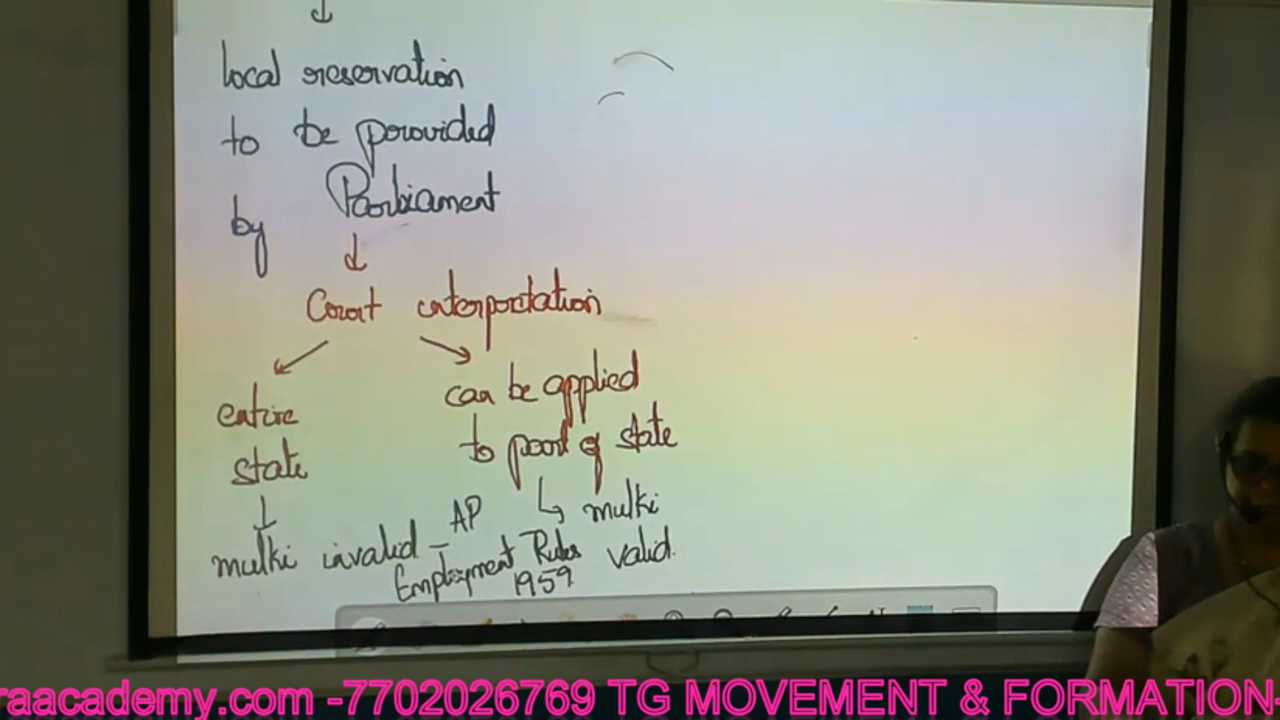 local reservation
to be provided
by Parliament
Court interpretation
entire
state
can be applied
to part of state
multi invalid - AP
Employment Rules
1959
mulki
valid.
raacademy.com -7702026769 TG MOVEMENT & FORMATION-